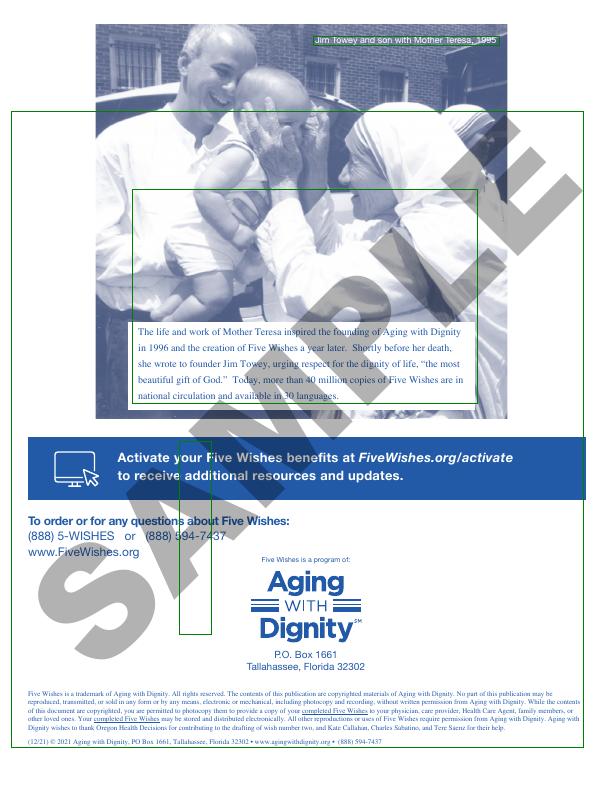 Jim Towey and son with Mother Teresa, 1995
The life and work of Mother Teresa inspired the founding of Aging with Dignity
in 1996 and the creation of Five Wishes a year later.  Shortly before her death,
she wrote to founder Jim Towey, urging respect for the dignity of life, “the most
beautiful gift of God.”  Today, more than 40 million copies of Five Wishes are in
national circulation and available in 30 languages.
SAMPLE
Activate your Five Wishes benefits at FiveWishes.org/activate
to receive additional resources and updates.
To order or for any questions about Five Wishes:
(888) 5-WISHES   or   (888) 594-7437
www.FiveWishes.org
Five Wishes is a program of:
Aging
WITH
Dignity℠
P.O. Box 1661
Tallahassee, Florida 32302
Five Wishes is a trademark of Aging with Dignity. All rights reserved. The contents of this publication are copyrighted materials of Aging with Dignity. No part of this publication may be
reproduced, transmitted, or sold in any form or by any means, electronic or mechanical, including photocopy and recording, without written permission from Aging with Dignity. While the contents
of this document are copyrighted, you are permitted to photocopy them to provide a copy of your completed Five Wishes to your physician, care provider, Health Care Agent, family members, or
other loved ones. Your completed Five Wishes may be stored and distributed electronically. All other reproductions or uses of Five Wishes require permission from Aging with Dignity. Aging with
Dignity wishes to thank Oregon Health Decisions for contributing to the drafting of wish number two, and Kate Callahan, Charles Sabatino, and Tere Saenz for their help.
(12/21) © 2021 Aging with Dignity, PO Box 1661, Tallahassee, Florida 32302 • www.agingwithdignity.org • (888) 594-7437